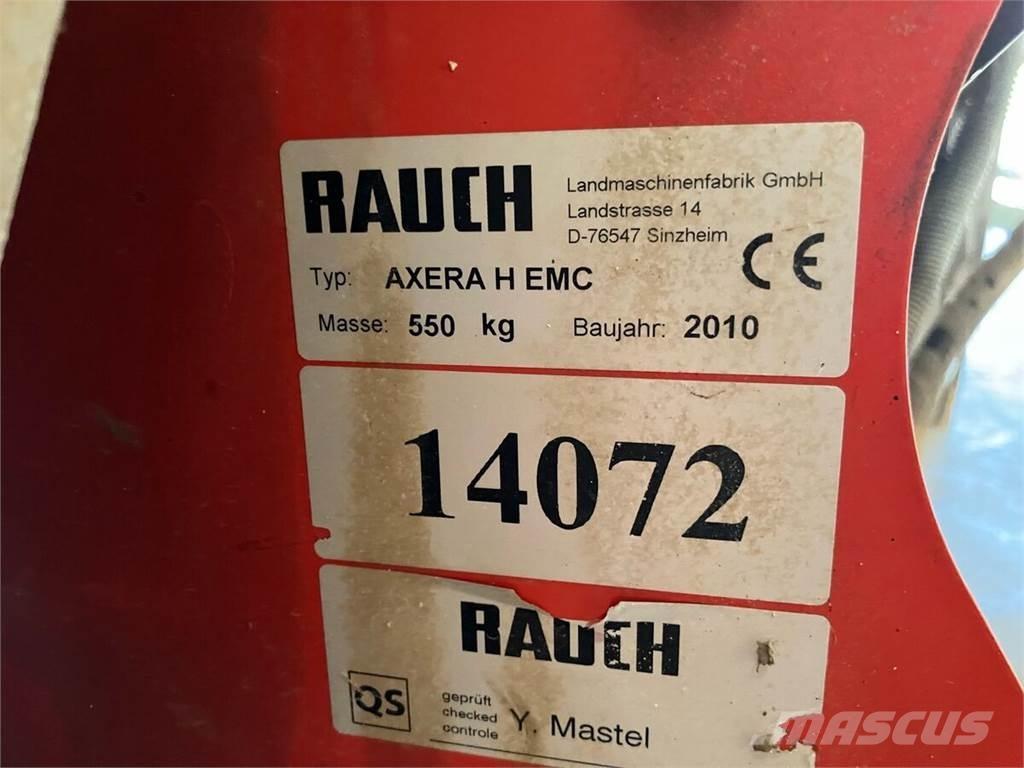 RAUCH
Landmaschinenfabrik GmbH
Landstrasse 14
D-76547 Sinzheim
CE
Typ: AXERA H EMC
Masse: 550 kg Baujahr: 2010
14072
RAUCH
QS
geprüft
checked
controle
Y. Mastel
MASCUS